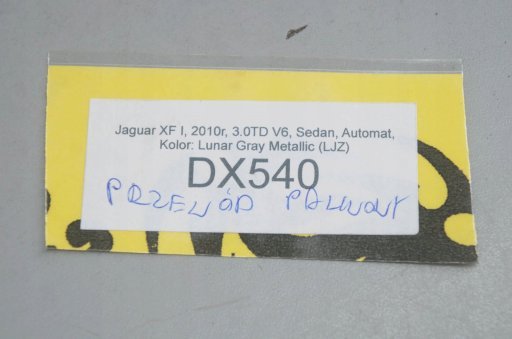 Jaguar XF I, 2010r, 3.0TD V6, Sedan, Automat,
Kolor: Lunar Gray Metallic (LJZ)
DX540
PRZEWÓD PALIWOWY